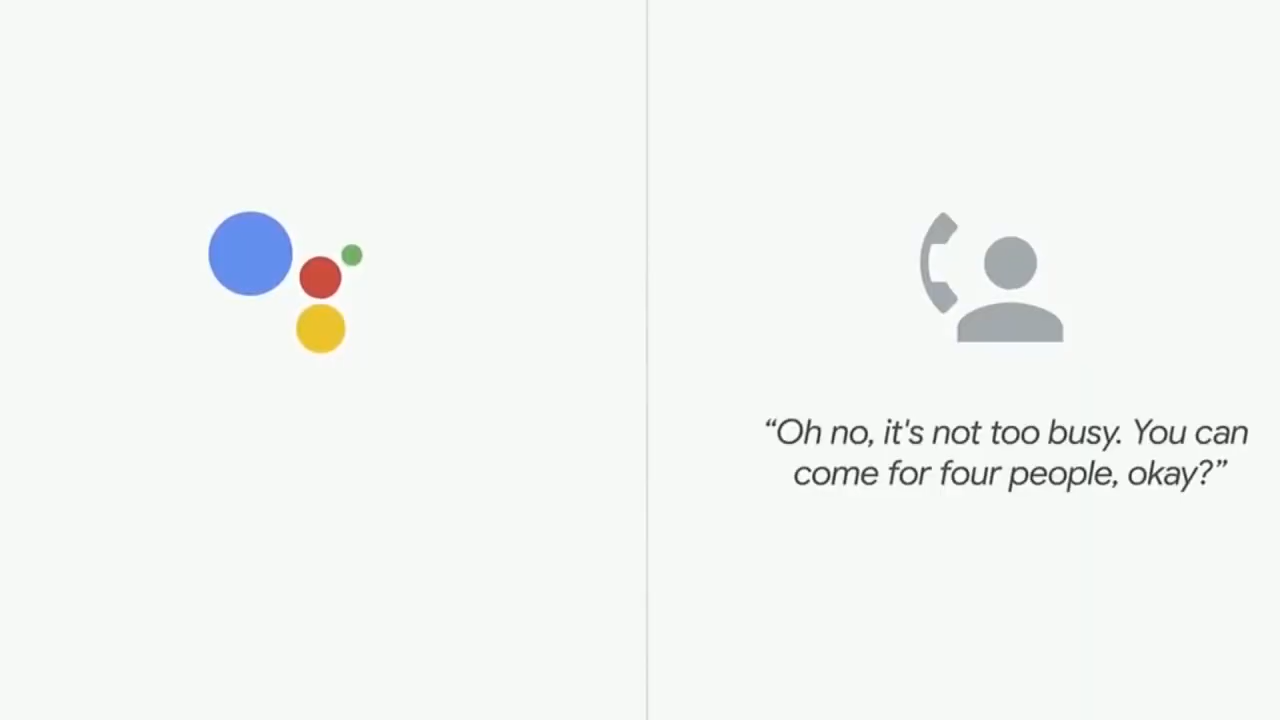 “Oh no, it's not too busy. You can
come for four people, okay?”